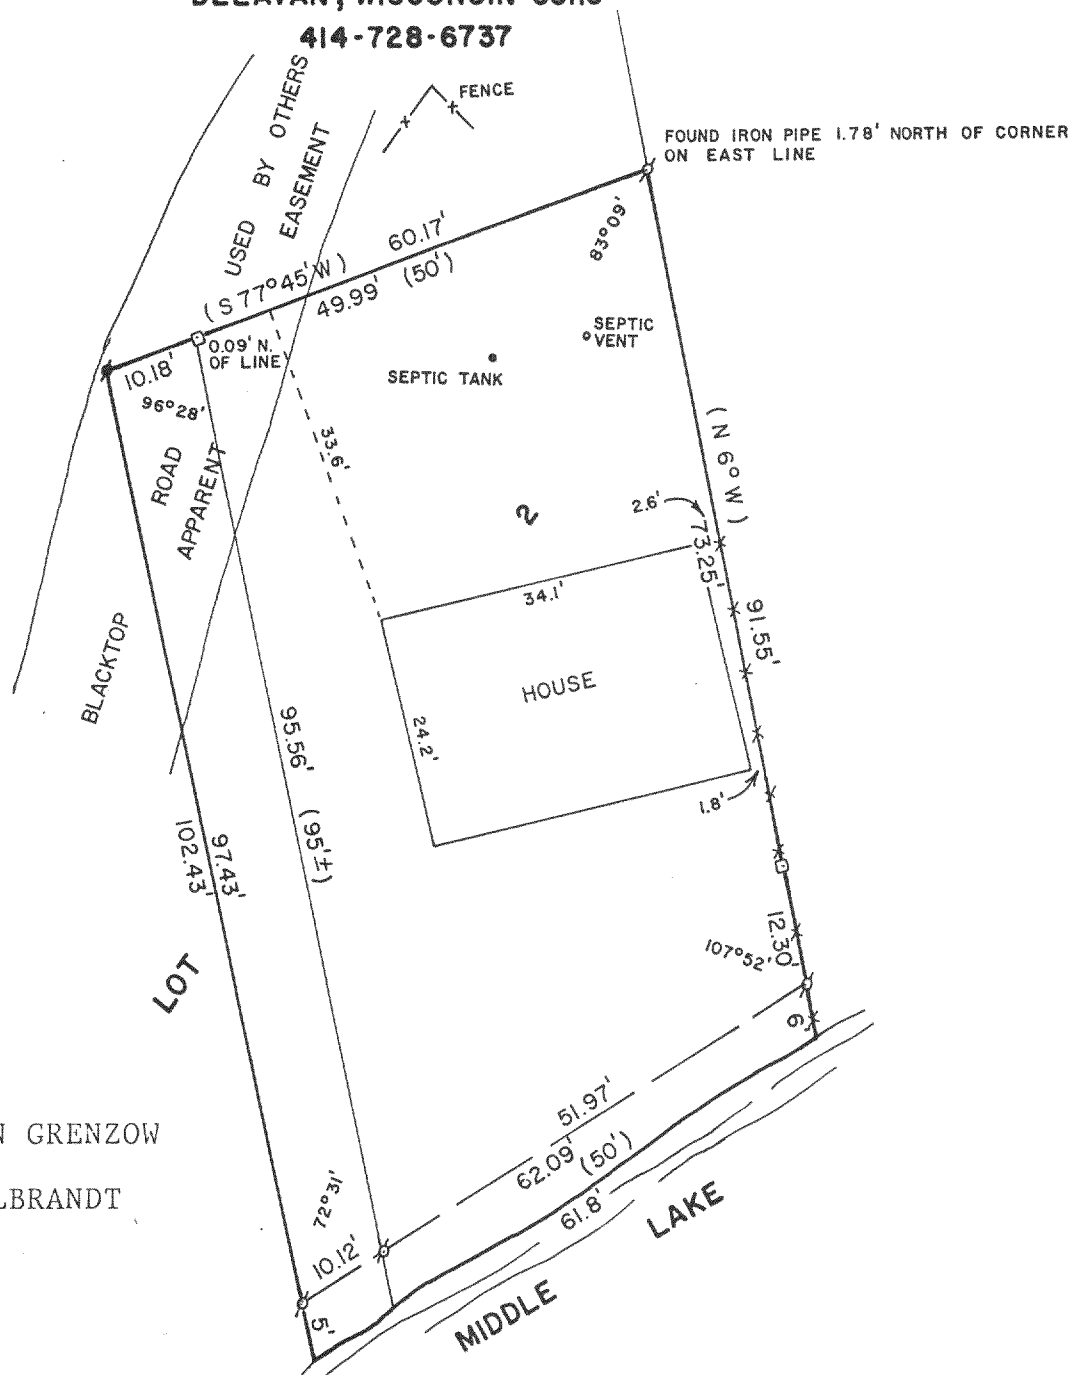 414-728-6737
FENCE
FOUND IRON PIPE 1.78' NORTH OF CORNER
ON EAST LINE
USED BY OTHERS
EASEMENT
60.17'
(S 77°45' W)
49.99' (50')
83°09'
0.09' N.
OF LINE
10.18'
96°28'
SEPTIC
VENT
SEPTIC TANK
ROAD
APPARENT
33.6'
(N 6° W)
2
2.6'
73.25'
34.1'
91.55'
BLACKTOP
HOUSE
24.2'
95.56' (95'±)
1.8'
97.43'
102.43'
107°52'
12.30'
LOT
6'
51.97'
62.09' (50')
61.8'
N GRENZOW
LBRANDT
72°31'
10.12'
5'
MIDDLE LAKE